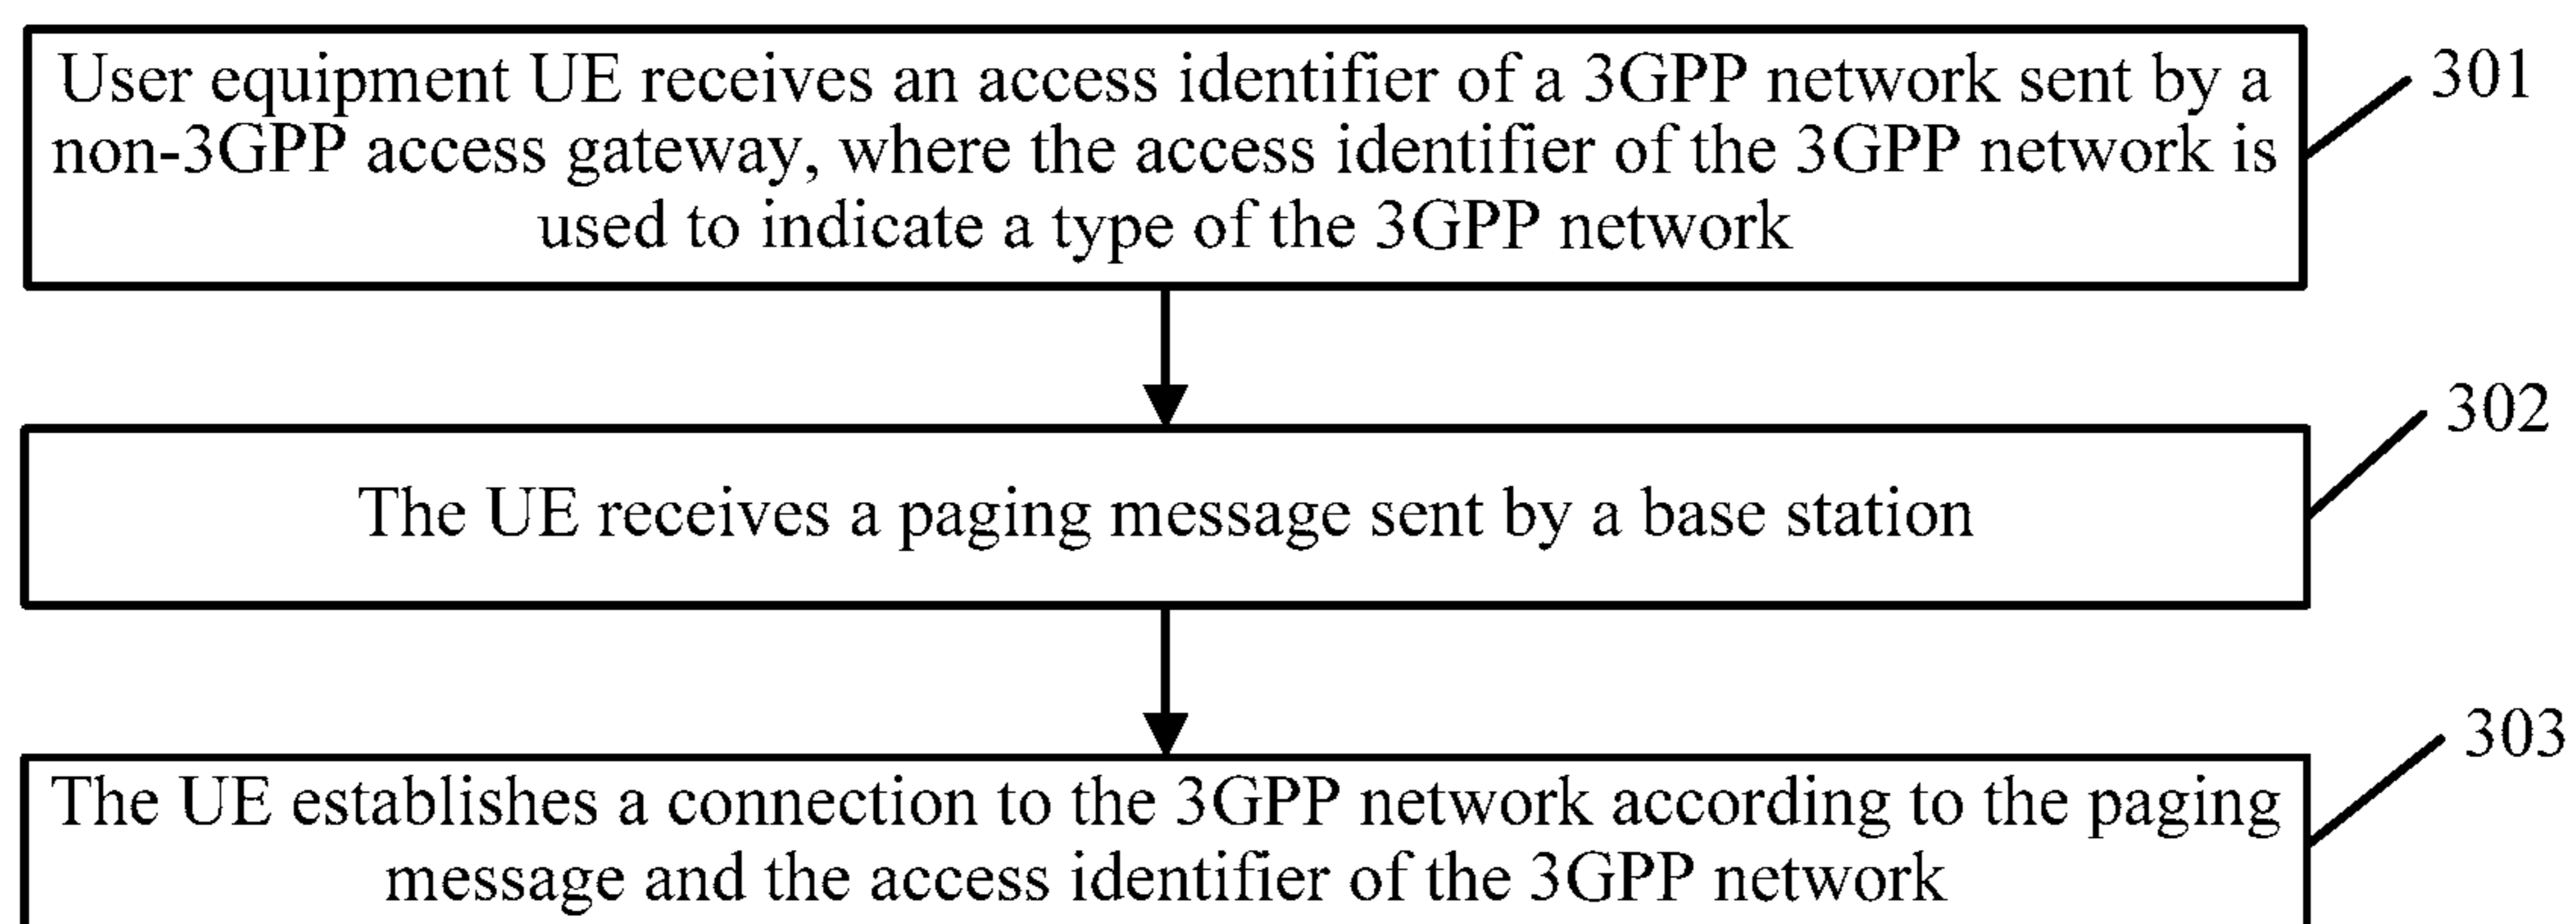 User equipment UE receives an access identifier of a 3GPP network sent by a
non-3GPP access gateway, where the access identifier of the 3GPP network is
used to indicate a type of the 3GPP network
301
The UE receives a paging message sent by a base station
302
The UE establishes a connection to the 3GPP network according to the paging
message and the access identifier of the 3GPP network
303